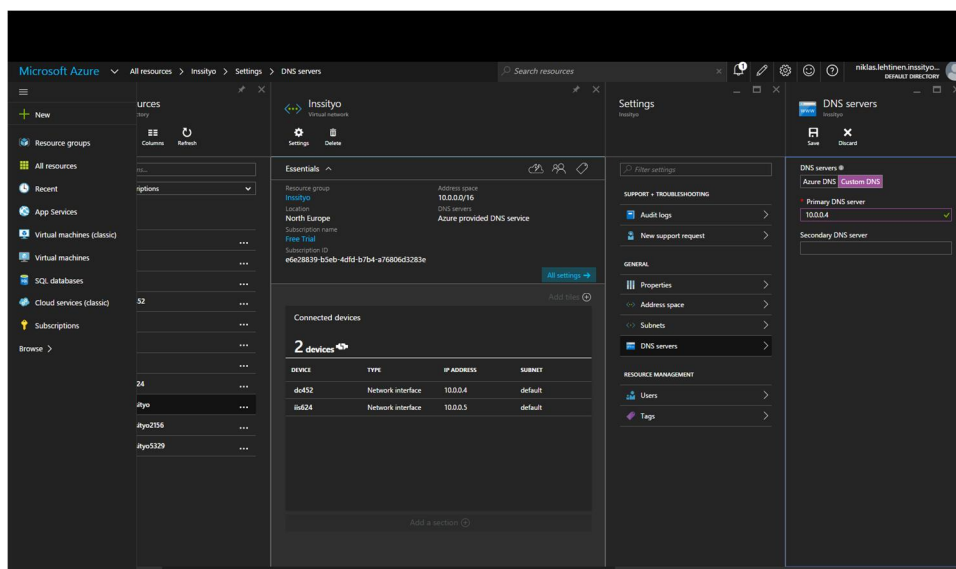 Microsoft Azure All resources > Inssityo > Settings > DNS servers Search resources 1 niklas.lehtinen.inssityo...
DEFAULT DIRECTORY
New
Resource groups
All resources
Recent
App Services
Virtual machines (classic)
Virtual machines
SQL databases
Cloud services (classic)
Subscriptions
Browse >
urces
Columns Refresh
riptions
52
24
ityo
ityo2156
ityo5329
Inssityo
Virtual network
Settings Delete
Essentials
Resource group
Inssityo
Location
North Europe
Subscription name
Free Trial
Subscription ID
e6e28839-b5eb-4dfd-b7b4-a76806d3283e
Address space
10.0.0.0/16
DNS servers
Azure provided DNS service
All settings →
Add tiles
Connected devices
2 devices
DEVICE TYPE IP ADDRESS SUBNET
dc452 Network interface 10.0.0.4 default
iis624 Network interface 10.0.0.5 default
Add a section
Settings
Inssityo
Filter settings
SUPPORT + TROUBLESHOOTING
Audit logs
New support request
GENERAL
Properties
Address space
Subnets
DNS servers
RESOURCE MANAGEMENT
Users
Tags
DNS servers
Inssityo
Save Discard
DNS servers
Azure DNS Custom DNS
* Primary DNS server
10.0.0.4
Secondary DNS server